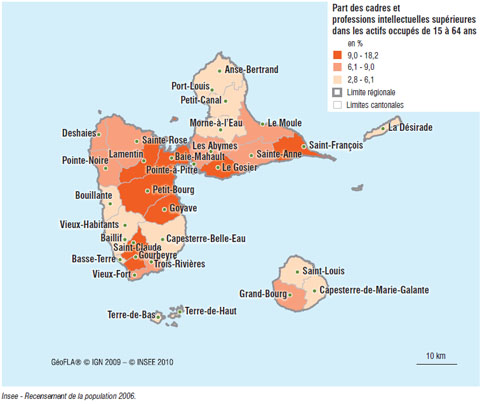 Part des cadres et
professions intellectuelles supérieures
dans les actifs occupés de 15 à 64 ans
en %
9,0 - 18,2
6,1 - 9,0
2,8 - 6,1
Limite régionale
Limites cantonales
Anse-Bertrand
Port-Louis
Petit-Canal
Morne-à-l'Eau
Le Moule
La Désirade
Deshaies
Sainte-Rose
Saint-François
Lamentin
Les Abymes
Baie-Mahault
Sainte-Anne
Pointe-Noire
Pointe-à-Pitre
Le Gosier
Petit-Bourg
Bouillante
Goyave
Vieux-Habitants
Baillif
Capesterre-Belle-Eau
Saint-Claude
Basse-Terre
Gourbeyre
Trois-Rivières
Vieux-Fort
Saint-Louis
Grand-Bourg
Capesterre-de-Marie-Galante
Terre-de-Bas
Terre-de-Haut
GéoFLA® © IGN 2009 – © INSEE 2010
10 km
Insee - Recensement de la population 2006.